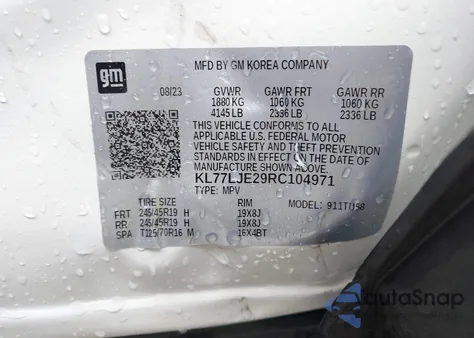 gm
MFD BY GM KOREA COMPANY
08/23 GVWR GAWR FRT GAWR RR
1880 KG 1060 KG 1060 KG
4145 LB 2336 LB 2336 LB
THIS VEHICLE CONFORMS TO ALL
APPLICABLE U.S. FEDERAL MOTOR
VEHICLE SAFETY AND THEFT PREVENTION
STANDARDS IN EFFECT ON THE DATE OF
MANUFACTURE SHOWN ABOVE.
KL77LJE29RC104971
TYPE: MPV
TIRE SIZE RIM MODEL: 911TU58
FRT 245/45R19 H 19X8J
RR 245/45R19 H 19X8J
SPA T125/70R16 M 16X4BT
autoSnap